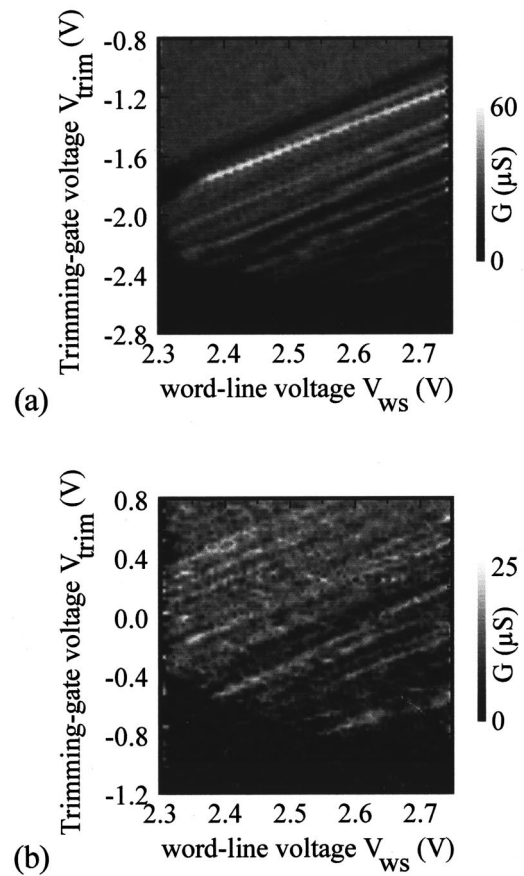 -0.8
-1.2
-1.6
-2.0
-2.4
-2.8
Trimming-gate voltage V_trim (V)
2.3 2.4 2.5 2.6 2.7
word-line voltage V_ws (V)
60
0
G (μS)
(a)
0.8
0.4
0.0
-0.4
-0.8
-1.2
Trimming-gate voltage V_trim (V)
2.3 2.4 2.5 2.6 2.7
word-line voltage V_ws (V)
25
0
G (μS)
(b)